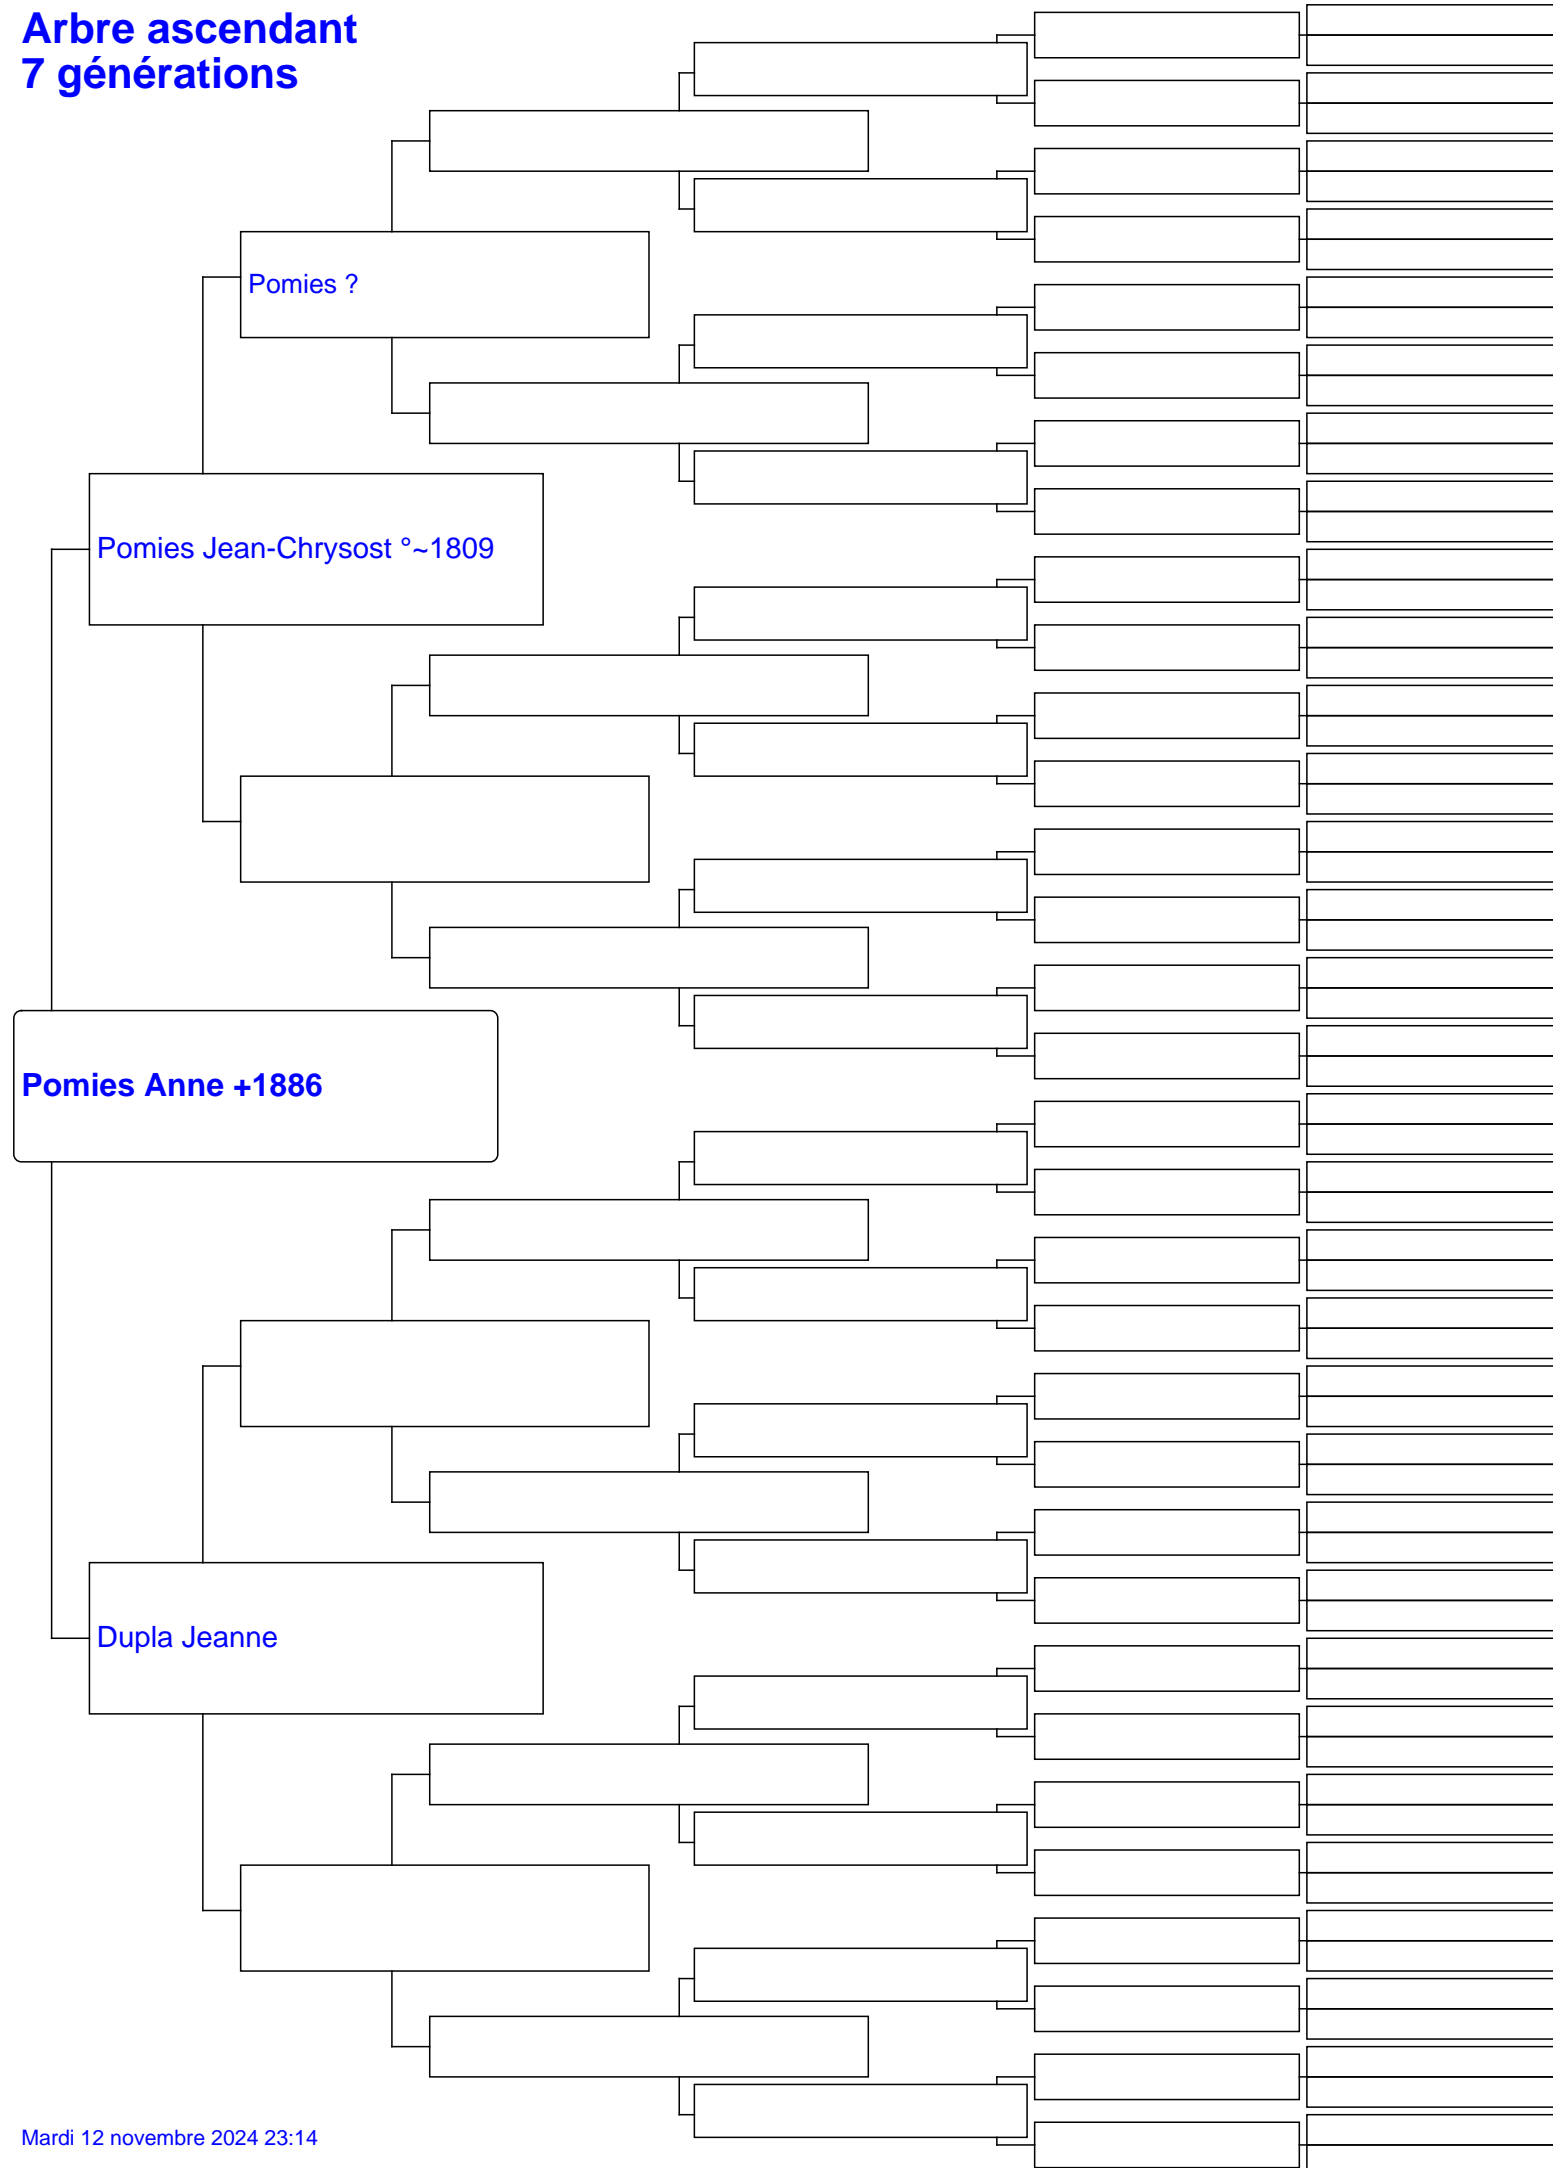 Arbre ascendant
7 générations
Pomies ?
Pomies Jean-Chrysost °~1809
Pomies Anne +1886
Dupla Jeanne
Mardi 12 novembre 2024 23:14